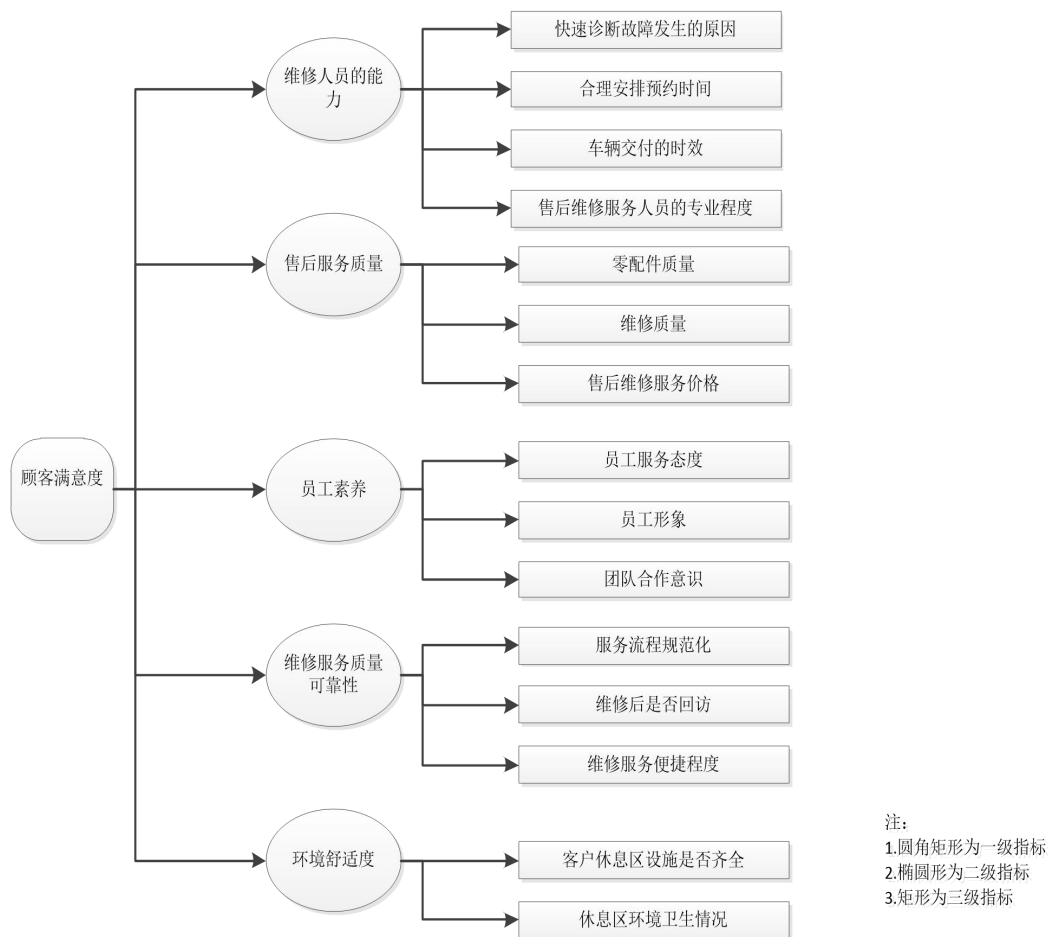 快速诊断故障发生的原因
维修人员的能
力
合理安排预约时间
车辆交付的时效
售后维修服务人员的专业程度
售后服务质量
零配件质量
维修质量
售后维修服务价格
顾客满意度
员工服务态度
员工素养
员工形象
团队合作意识
服务流程规范化
维修服务质量
可靠性
维修后是否回访
维修服务便捷程度
环境舒适度
客户休息区设施是否齐全
休息区环境卫生情况
注:
1.圆角矩形为一级指标
2.椭圆形为二级指标
3.矩形为三级指标